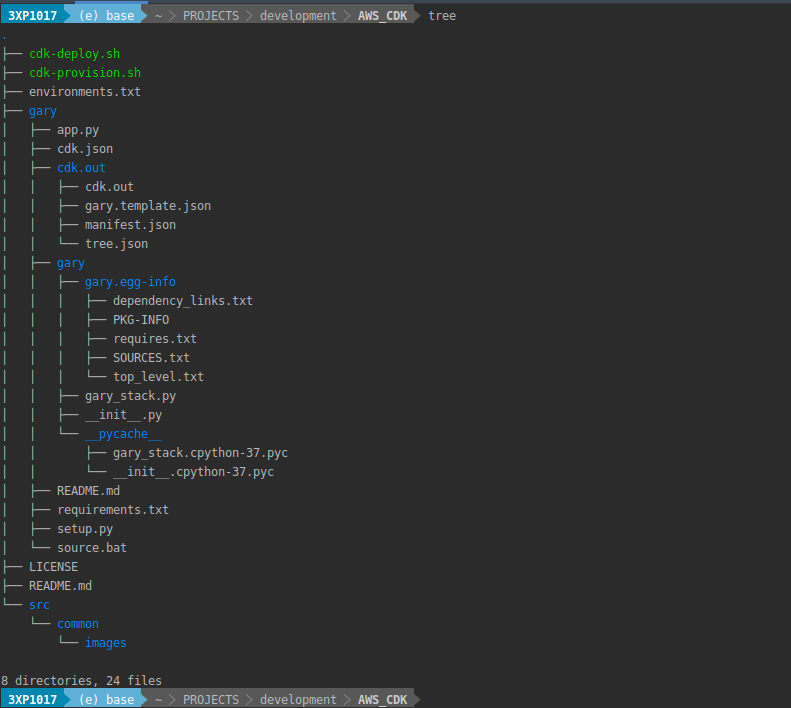 3XP1017 (e) base ~ PROJECTS development AWS_CDK tree
.
├── cdk-deploy.sh
├── cdk-provision.sh
├── environments.txt
├── gary
│   ├── app.py
│   ├── cdk.json
│   ├── cdk.out
│   │   ├── cdk.out
│   │   ├── gary.template.json
│   │   ├── manifest.json
│   │   └── tree.json
│   ├── gary
│   │   ├── gary.egg-info
│   │   │   ├── dependency_links.txt
│   │   │   ├── PKG-INFO
│   │   │   ├── requires.txt
│   │   │   ├── SOURCES.txt
│   │   │   └── top_level.txt
│   │   ├── gary_stack.py
│   │   ├── __init__.py
│   │   └── __pycache__
│   │       ├── gary_stack.cpython-37.pyc
│   │       └── __init__.cpython-37.pyc
│   ├── README.md
│   ├── requirements.txt
│   ├── setup.py
│   └── source.bat
├── LICENSE
├── README.md
└── src
    └── common
        └── images
8 directories, 24 files
3XP1017 (e) base ~ PROJECTS development AWS_CDK